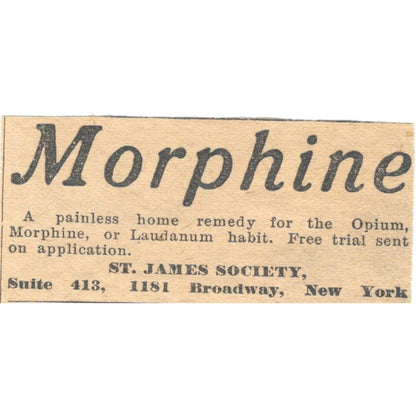 Morphine
A painless home remedy for the Opium,
Morphine, or Laudanum habit. Free trial sent
on application.
ST. JAMES SOCIETY,
Suite 413, 1181 Broadway, New York